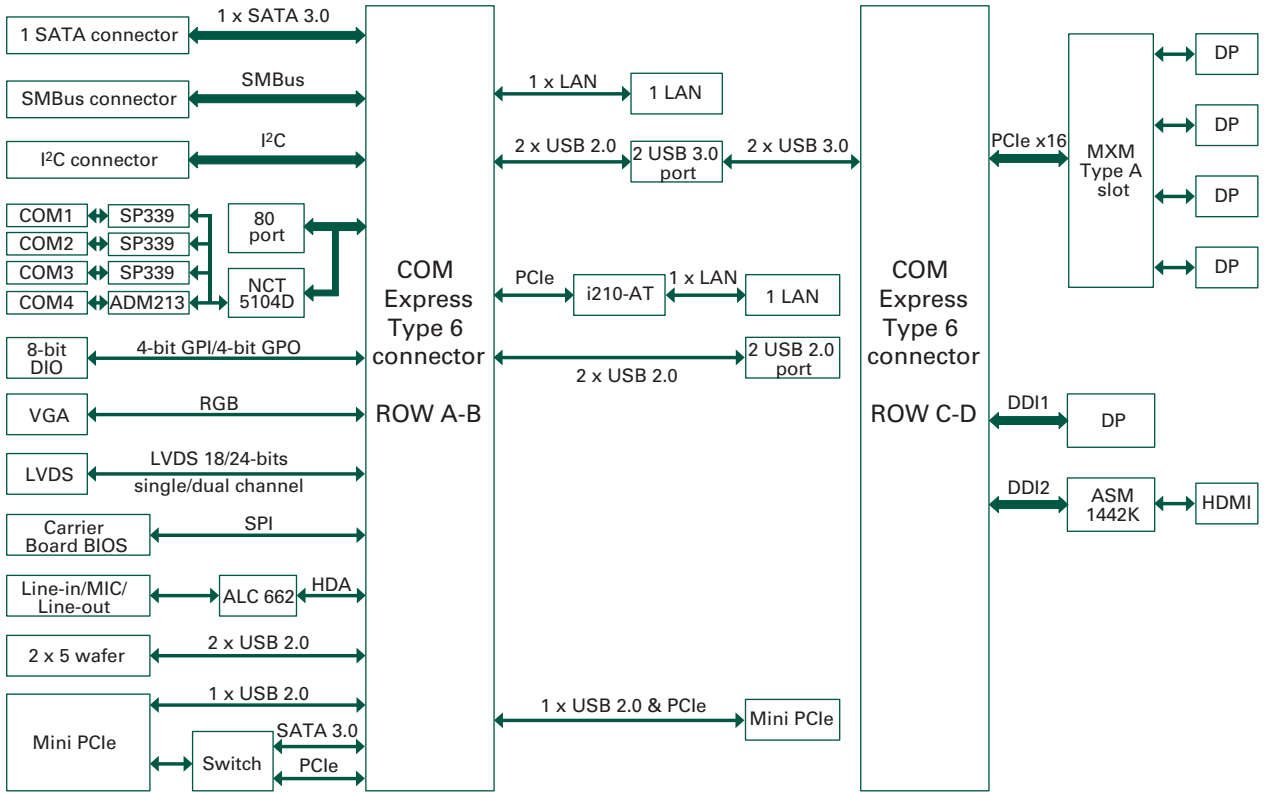 1 x SATA 3.0
1 SATA connector
SMBus
SMBus connector
I²C
I²C connector
COM1
SP339
COM2
SP339
COM3
SP339
COM4
ADM213
80
port
NCT
5104D
8-bit
DIO
4-bit GPI/4-bit GPO
VGA
RGB
LVDS
LVDS 18/24-bits
single/dual channel
Carrier
Board BIOS
SPI
Line-in/MIC/
Line-out
ALC 662
HDA
2 x 5 wafer
2 x USB 2.0
Mini PCIe
1 x USB 2.0
Switch
SATA 3.0
PCIe
COM
Express
Type 6
connector
ROW A-B
1 x LAN
1 LAN
2 x USB 2.0
2 USB 3.0
port
2 x USB 3.0
PCIe
i210-AT
1 x LAN
1 LAN
2 x USB 2.0
2 USB 2.0
port
1 x USB 2.0 & PCIe
Mini PCIe
COM
Express
Type 6
connector
ROW C-D
PCIe x16
MXM
Type A
slot
DP
DP
DP
DP
DDI1
DP
DDI2
ASM
1442K
HDMI